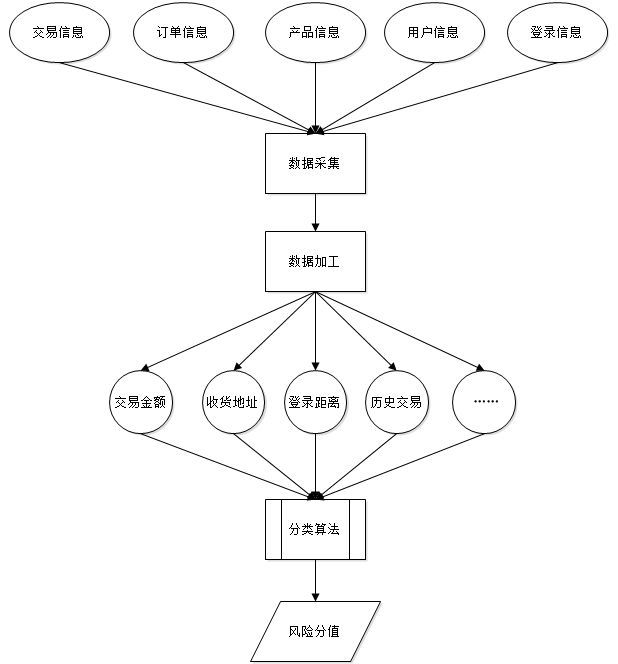 交易信息
订单信息
产品信息
用户信息
登录信息
数据采集
数据加工
交易金额
收货地址
登录距离
历史交易
······
分类算法
风险分值